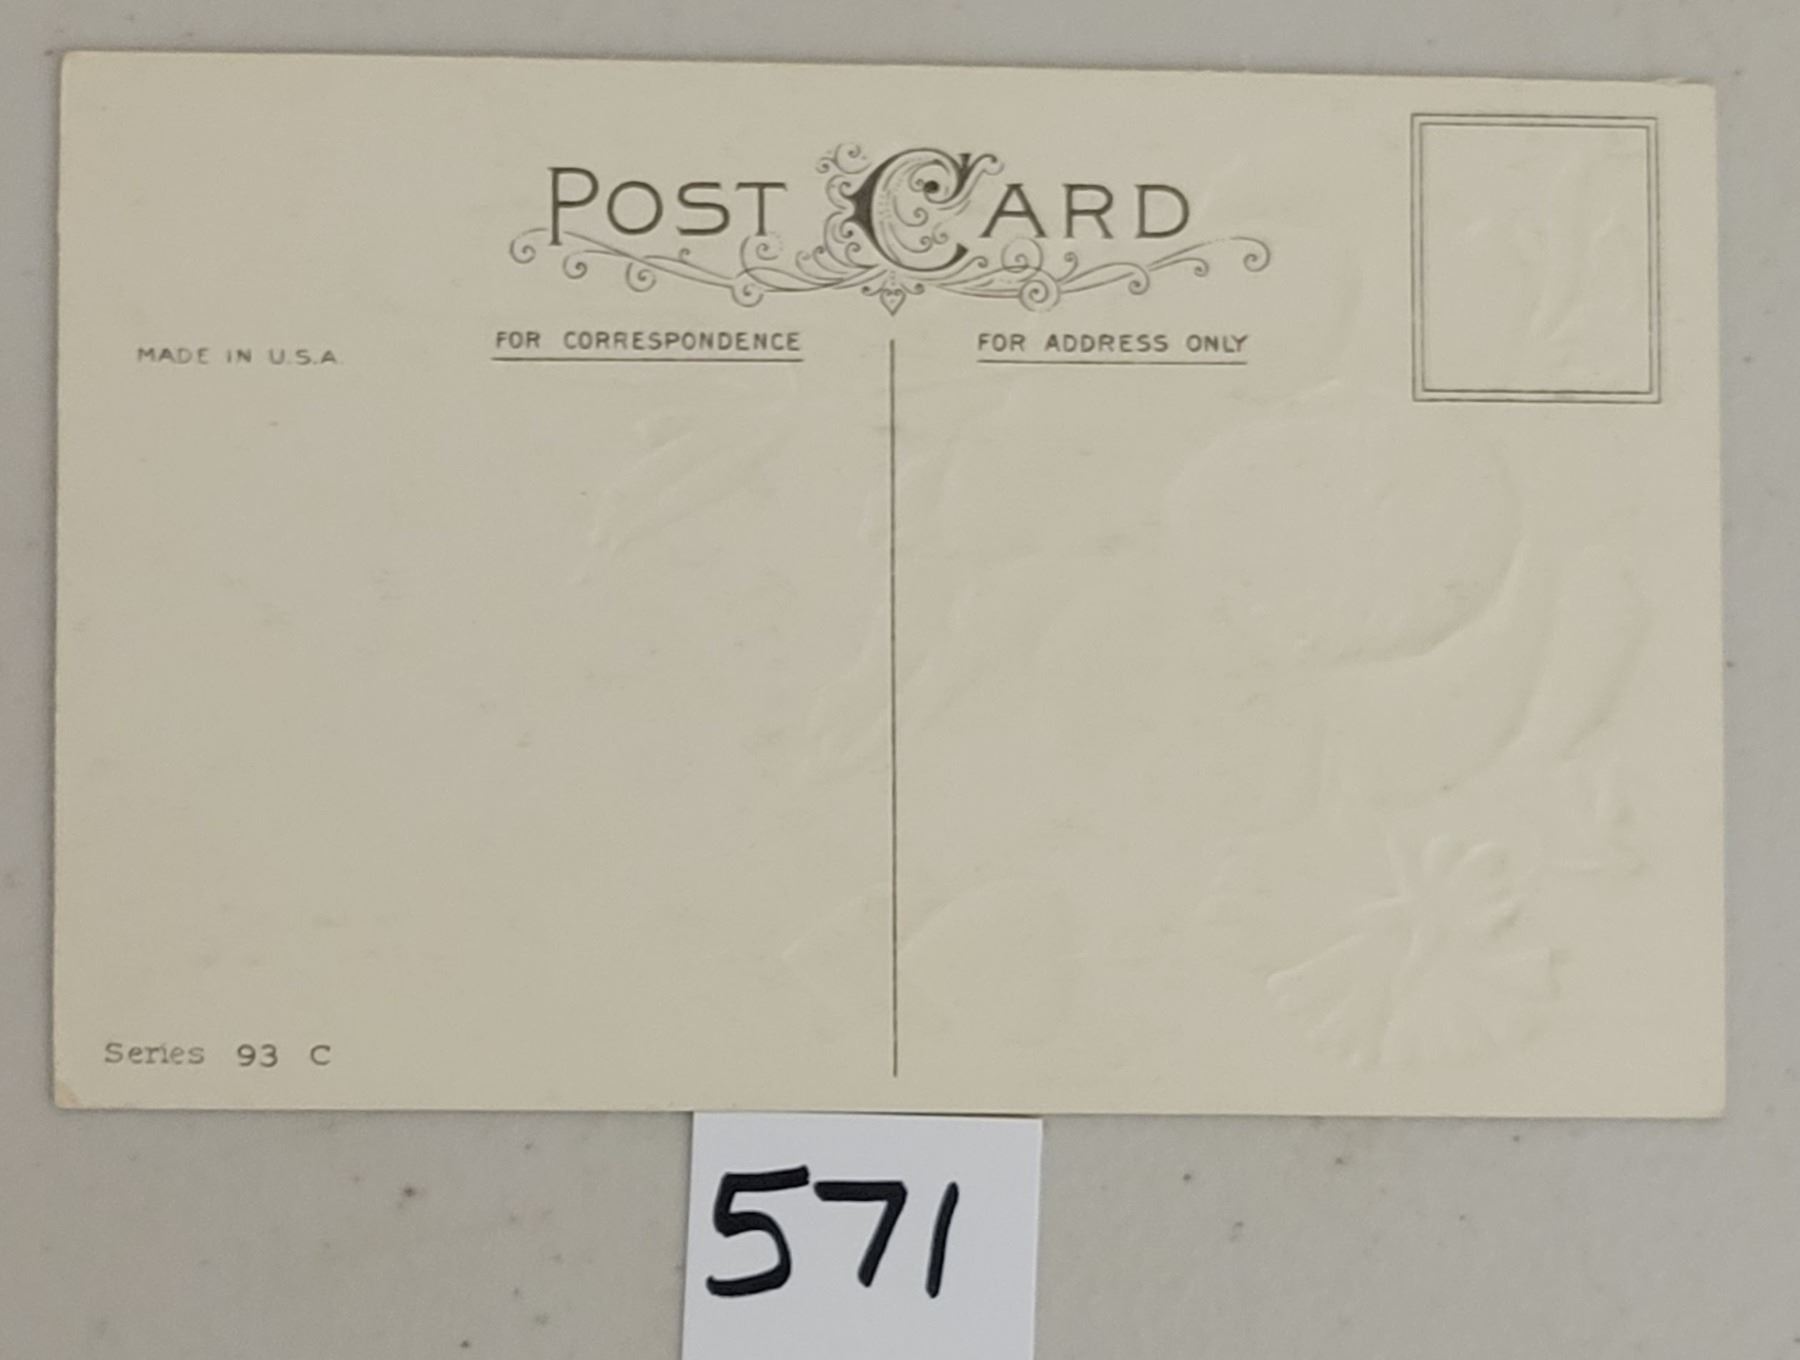 POST CARD
MADE IN U.S.A.
FOR CORRESPONDENCE
FOR ADDRESS ONLY
Series 93 C
571